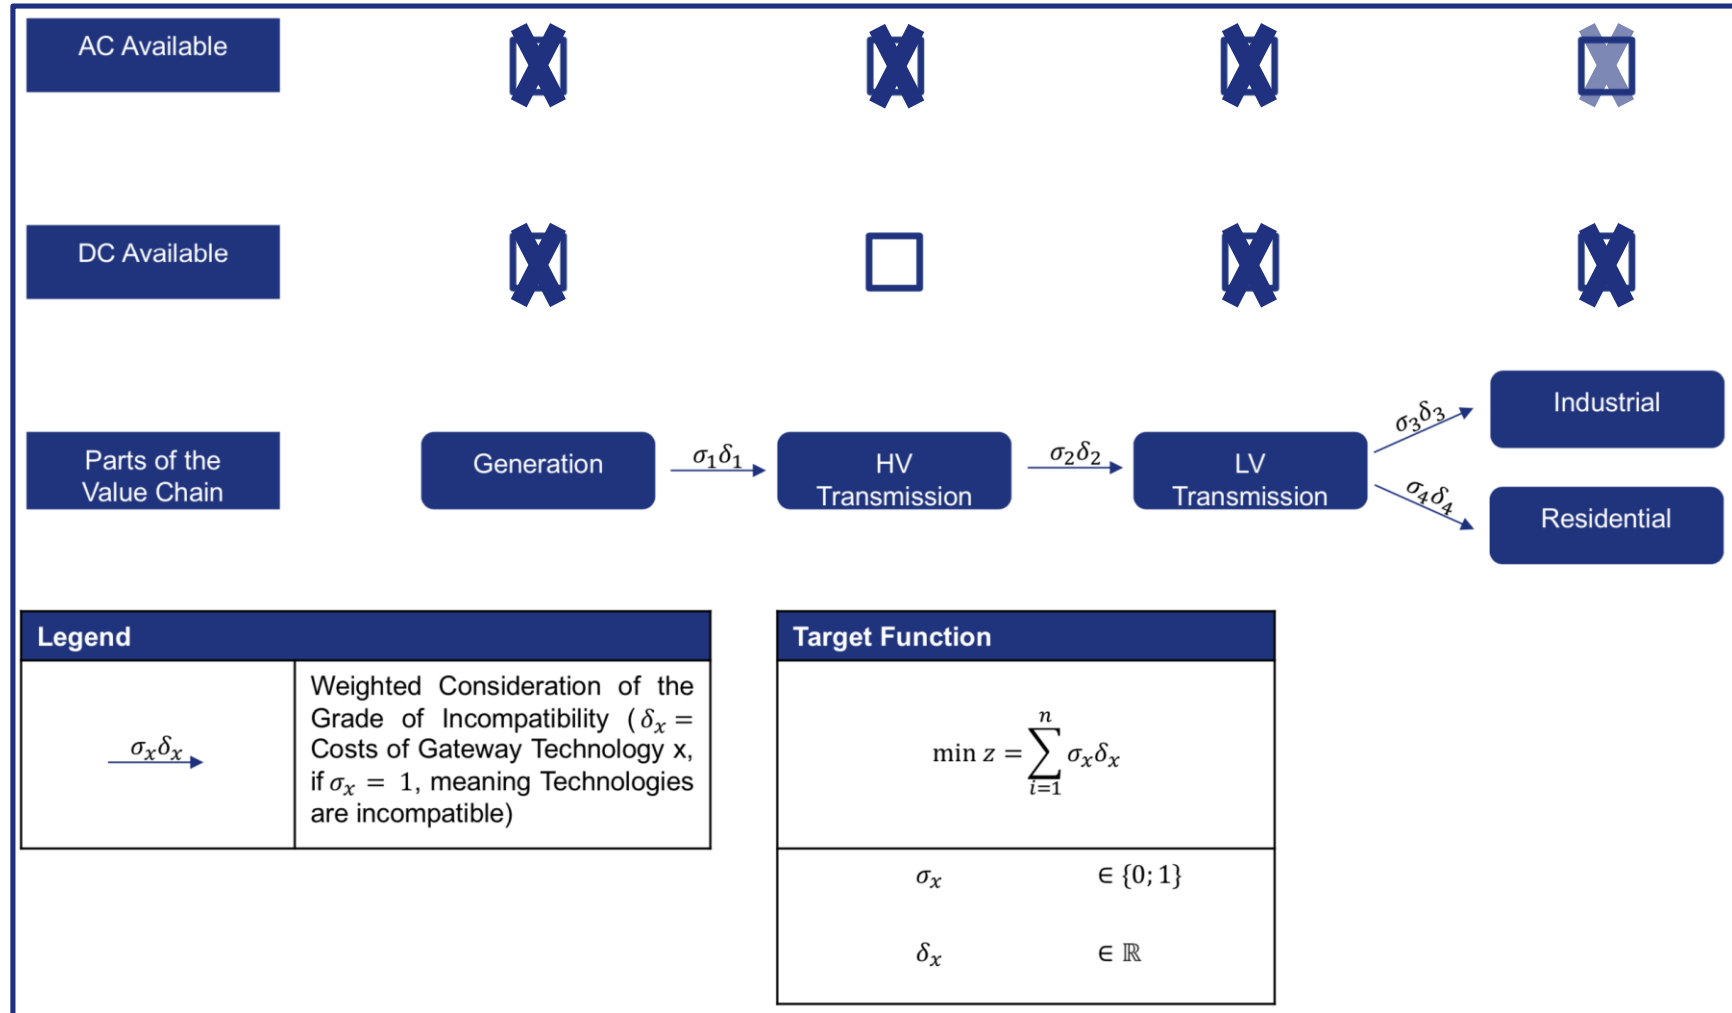 AC Available
DC Available
Parts of the
Value Chain
Generation
σ₁δ₁
HV
Transmission
σ₂δ₂
LV
Transmission
σ₃δ₃
Industrial
σ₄δ₄
Residential
Legend
σₓδₓ
Weighted Consideration of the
Grade of Incompatibility ( δₓ =
Costs of Gateway Technology x,
if σₓ = 1, meaning Technologies
are incompatible)
Target Function
n
min z = ∑ σₓδₓ
i=1
σₓ ∈ {0; 1}
δₓ ∈ ℝ